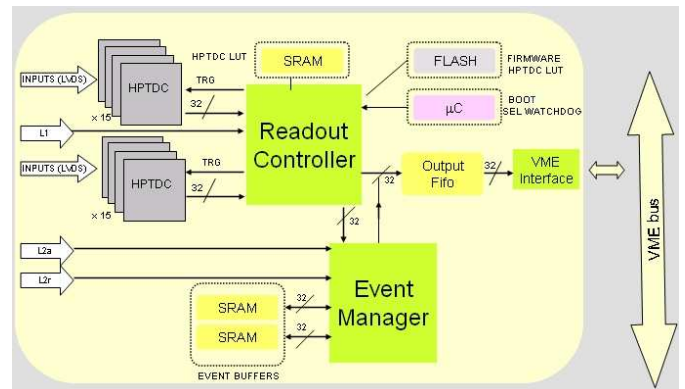 HPTDC LUT
SRAM
FLASH
FIRMWARE
HPTDC LUT
INPUTS (LVDS)
HPTDC
TRG
32
x 15
µC
BOOT
SEL WATCHDOG
L1
Readout
Controller
INPUTS (LVDS)
HPTDC
TRG
32
x 15
32
Output
Fifo
32
VME
Interface
VME bus
32
L2a
L2r
Event
Manager
SRAM
32
SRAM
32
EVENT BUFFERS